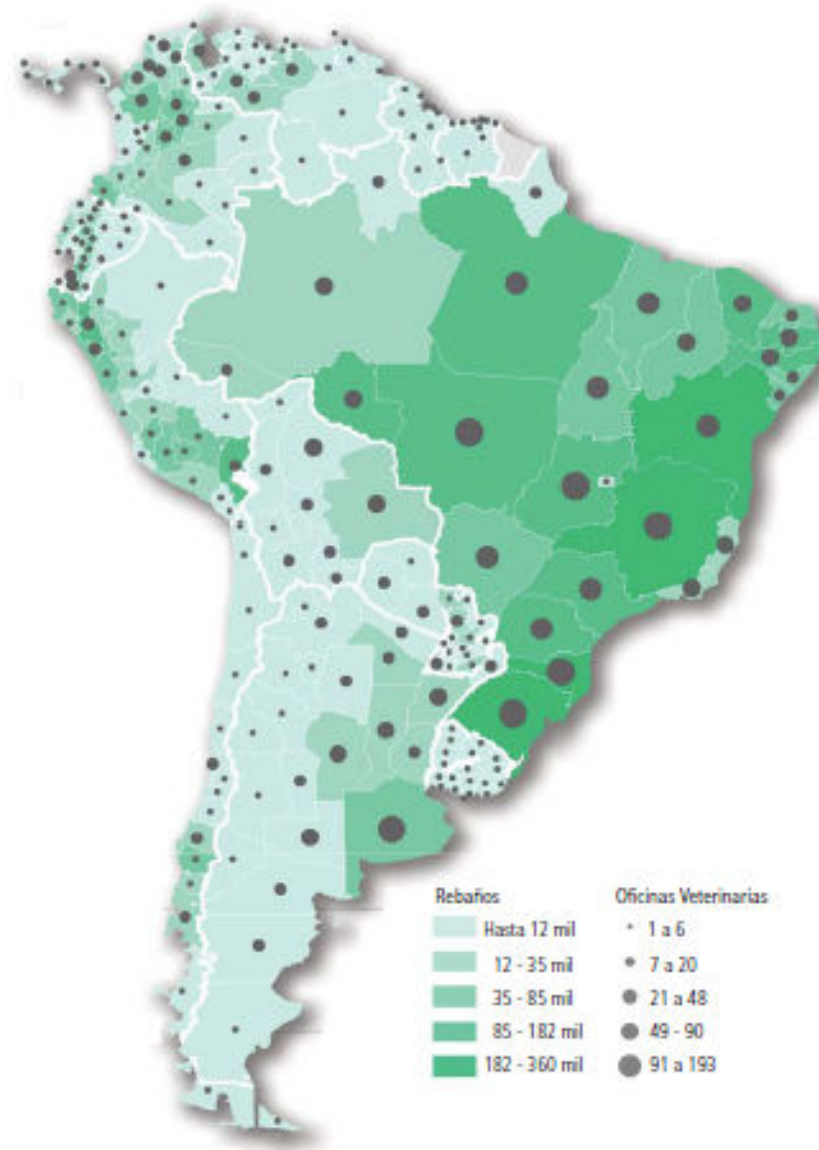 Rebaños
Hasta 12 mil
12 - 35 mil
35 - 85 mil
85 - 182 mil
182 - 360 mil
Oficinas Veterinarias
1 a 6
7 a 20
21 a 48
49 - 90
91 a 193